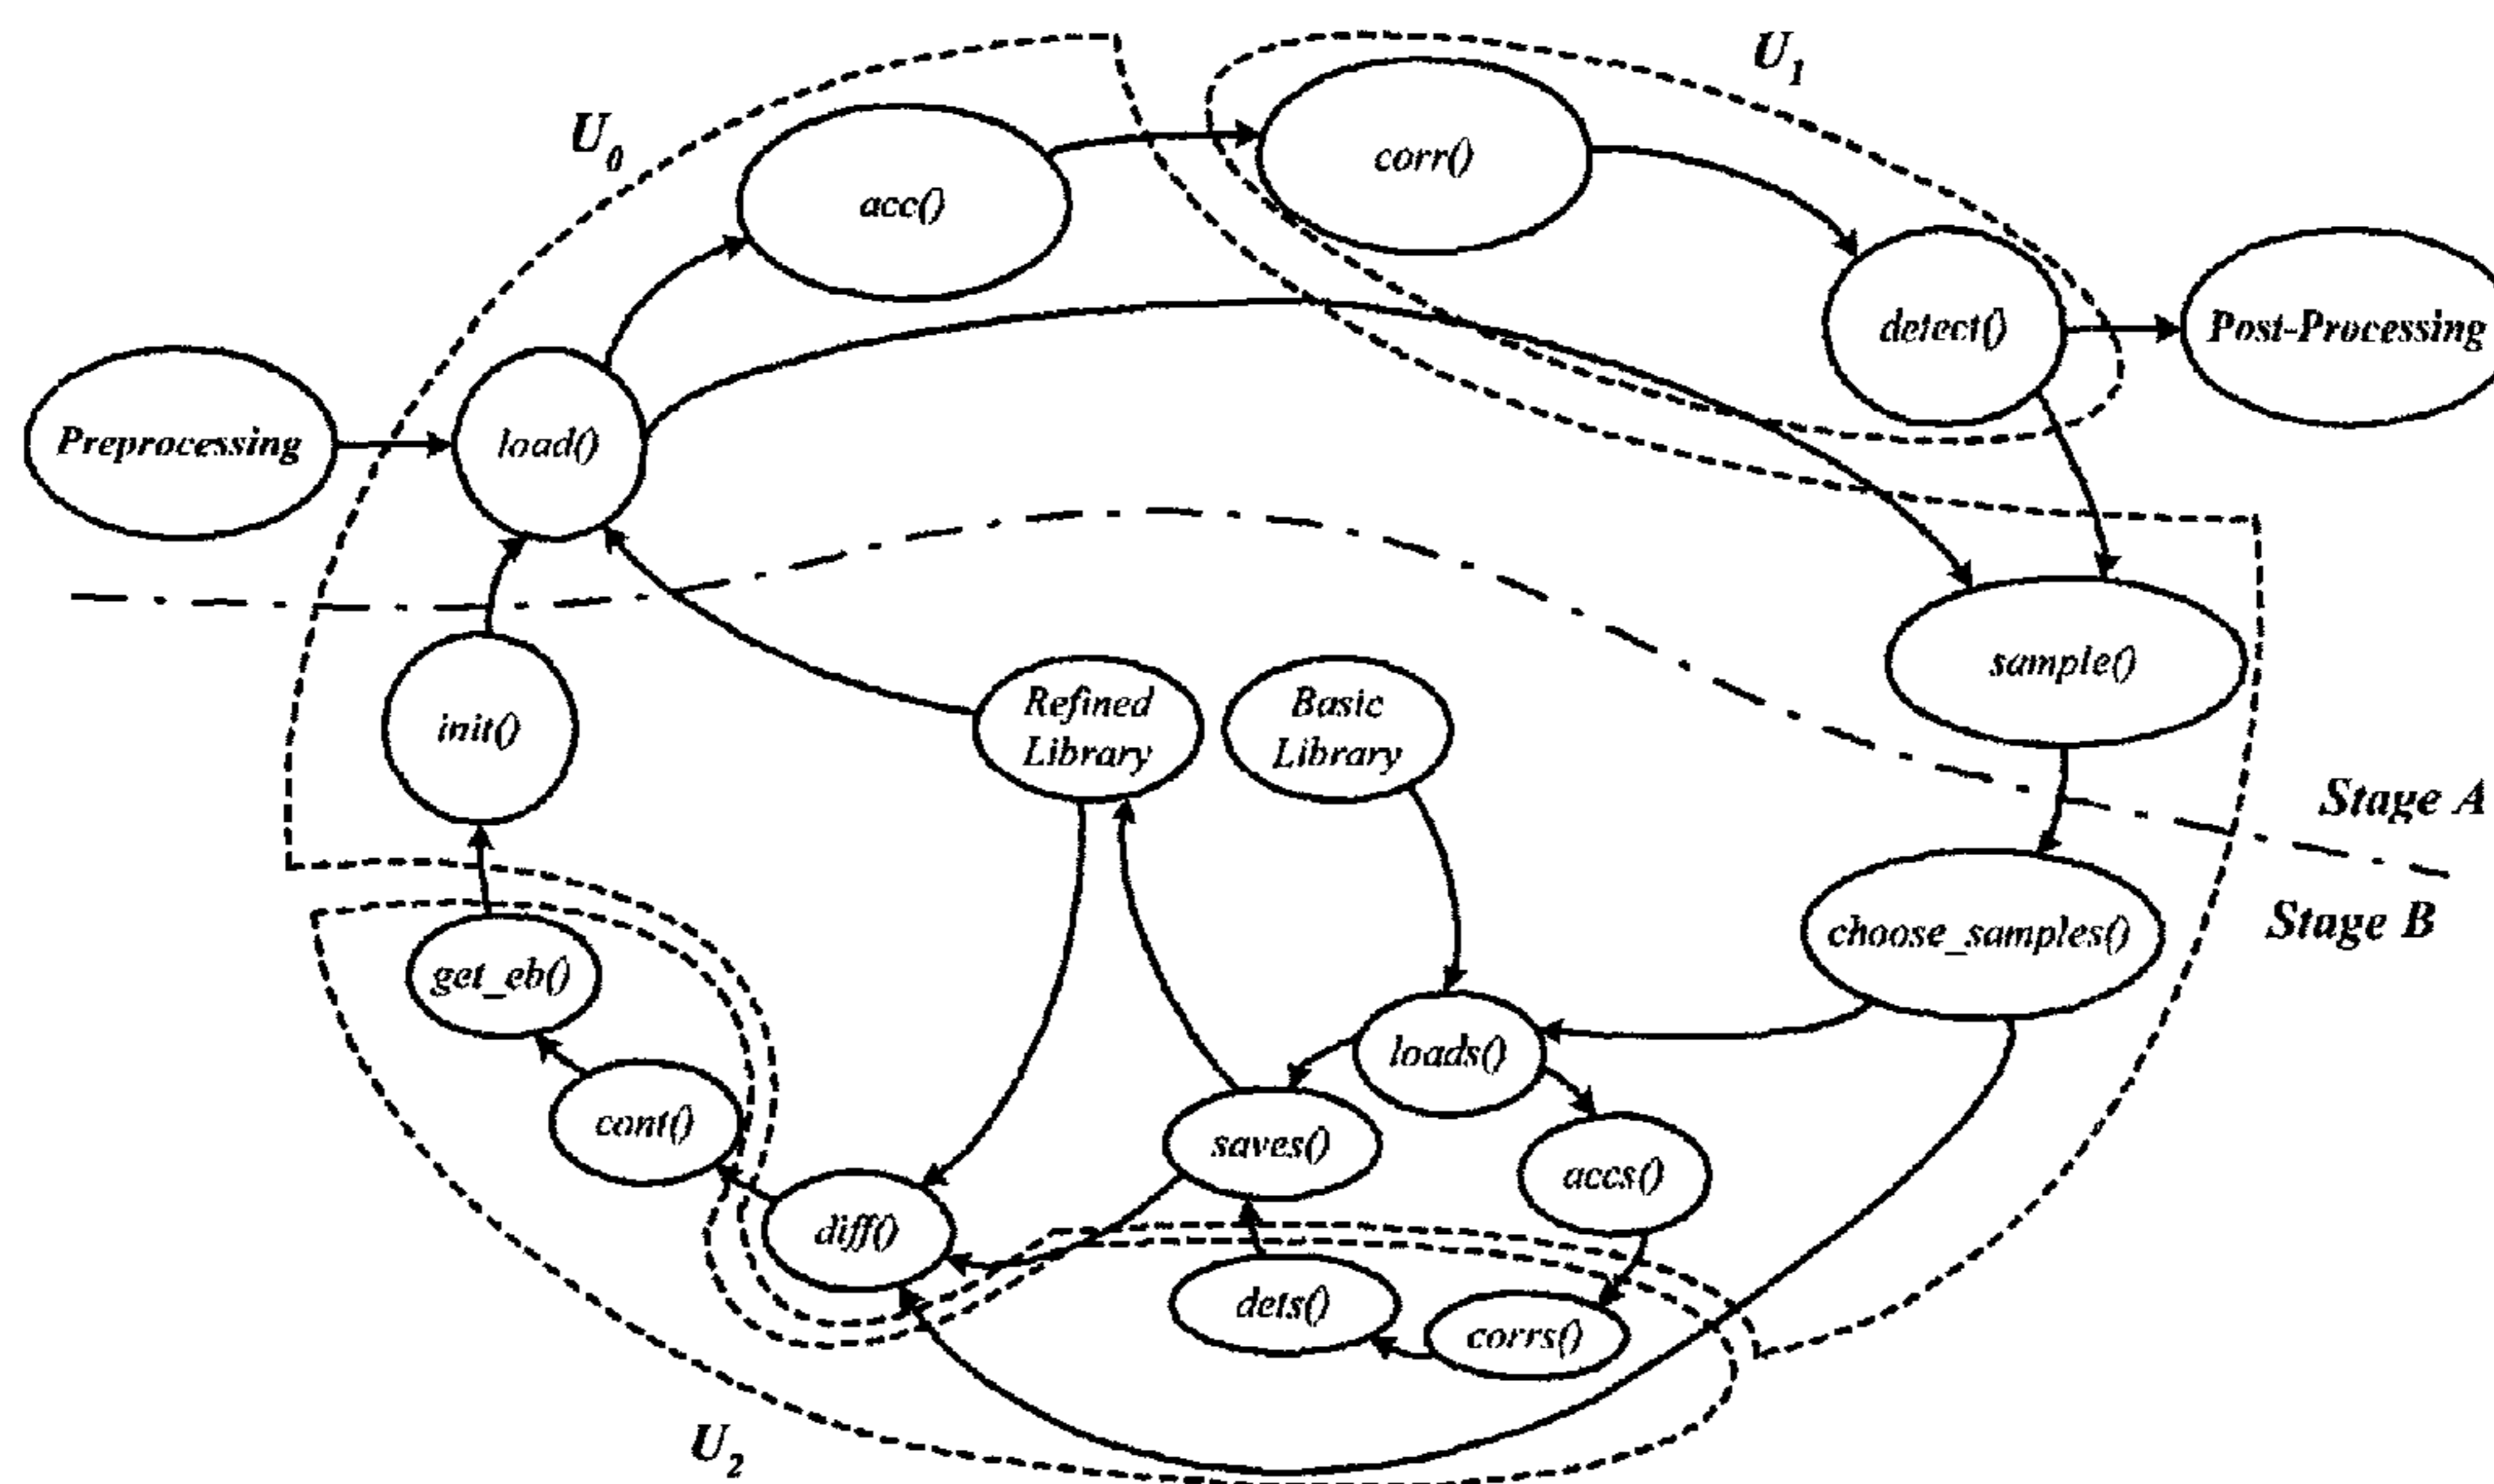 U1
U0
acc()
corr()
detect()
Post-Processing
Preprocessing
load()
sample()
init()
Refined
Library
Basic
Library
Stage A
Stage B
choose_samples()
get_eb()
loads()
cont()
saves()
accs()
diff()
dets()
corrs()
U2